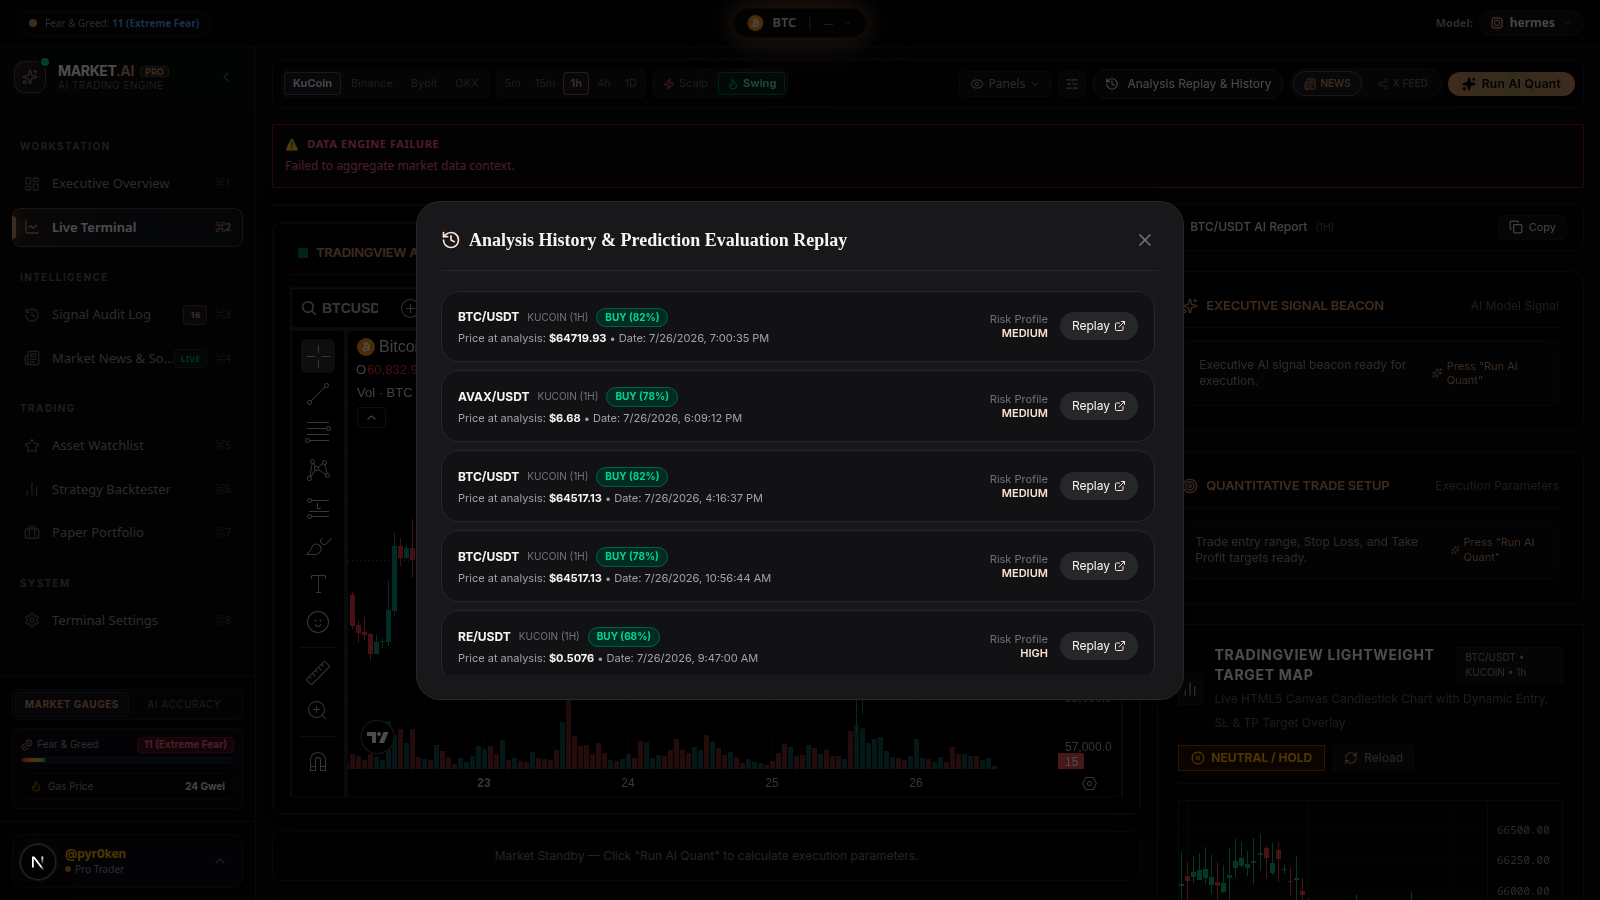 Fear & Greed: 11 (Extreme Fear)
BTC | —
Model: hermes
MARKET.AI PRO
AI TRADING ENGINE
KuCoin Binance Bybit OKX
5m 15m 1h 4h 1D
Scalp Swing
Panels
Analysis Replay & History
NEWS X FEED
Run AI Quant
DATA ENGINE FAILURE
Failed to aggregate market data context.
WORKSTATION
Executive Overview ⌘1
Live Terminal ⌘2
INTELLIGENCE
Signal Audit Log 16 ⌘3
Market News & So... LIVE ⌘4
TRADING
Asset Watchlist ⌘5
Strategy Backtester ⌘6
Paper Portfolio ⌘7
SYSTEM
Terminal Settings ⌘8
MARKET GAUGES AI ACCURACY
Fear & Greed 11 (Extreme Fear)
Gas Price 24 Gwei
@pyr0ken
Pro Trader
TRADINGVIEW A
BTCUSD
Bitcoi
O60,832.9
Vol · BTC
57,000.0
15
23 24 25 26
Market Standby — Click "Run AI Quant" to calculate execution parameters.
Analysis History & Prediction Evaluation Replay
BTC/USDT KUCOIN (1H) BUY (82%)
Price at analysis: $64719.93 • Date: 7/26/2026, 7:00:35 PM
Risk Profile
MEDIUM
Replay
AVAX/USDT KUCOIN (1H) BUY (78%)
Price at analysis: $6.68 • Date: 7/26/2026, 6:09:12 PM
Risk Profile
MEDIUM
Replay
BTC/USDT KUCOIN (1H) BUY (82%)
Price at analysis: $64517.13 • Date: 7/26/2026, 4:16:37 PM
Risk Profile
MEDIUM
Replay
BTC/USDT KUCOIN (1H) BUY (78%)
Price at analysis: $64517.13 • Date: 7/26/2026, 10:56:44 AM
Risk Profile
MEDIUM
Replay
RE/USDT KUCOIN (1H) BUY (68%)
Price at analysis: $0.5076 • Date: 7/26/2026, 9:47:00 AM
Risk Profile
HIGH
Replay
BTC/USDT AI Report (1H)
Copy
EXECUTIVE SIGNAL BEACON
AI Model Signal
Executive AI signal beacon ready for
execution.
Press "Run AI
Quant"
QUANTITATIVE TRADE SETUP
Execution Parameters
Trade entry range, Stop Loss, and Take
Profit targets ready.
Press "Run AI
Quant"
TRADINGVIEW LIGHTWEIGHT
TARGET MAP
BTC/USDT •
KUCOIN • 1h
Live HTML5 Canvas Candlestick Chart with Dynamic Entry,
SL & TP Target Overlay
NEUTRAL / HOLD
Reload
66500.00
66250.00
66000.00